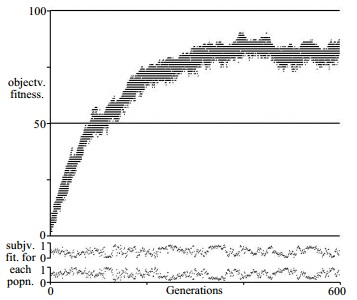 100
objectv.
fitness.
50
0
subjv. 1
fit. for 0
each 1
popn. 0
0 Generations 600